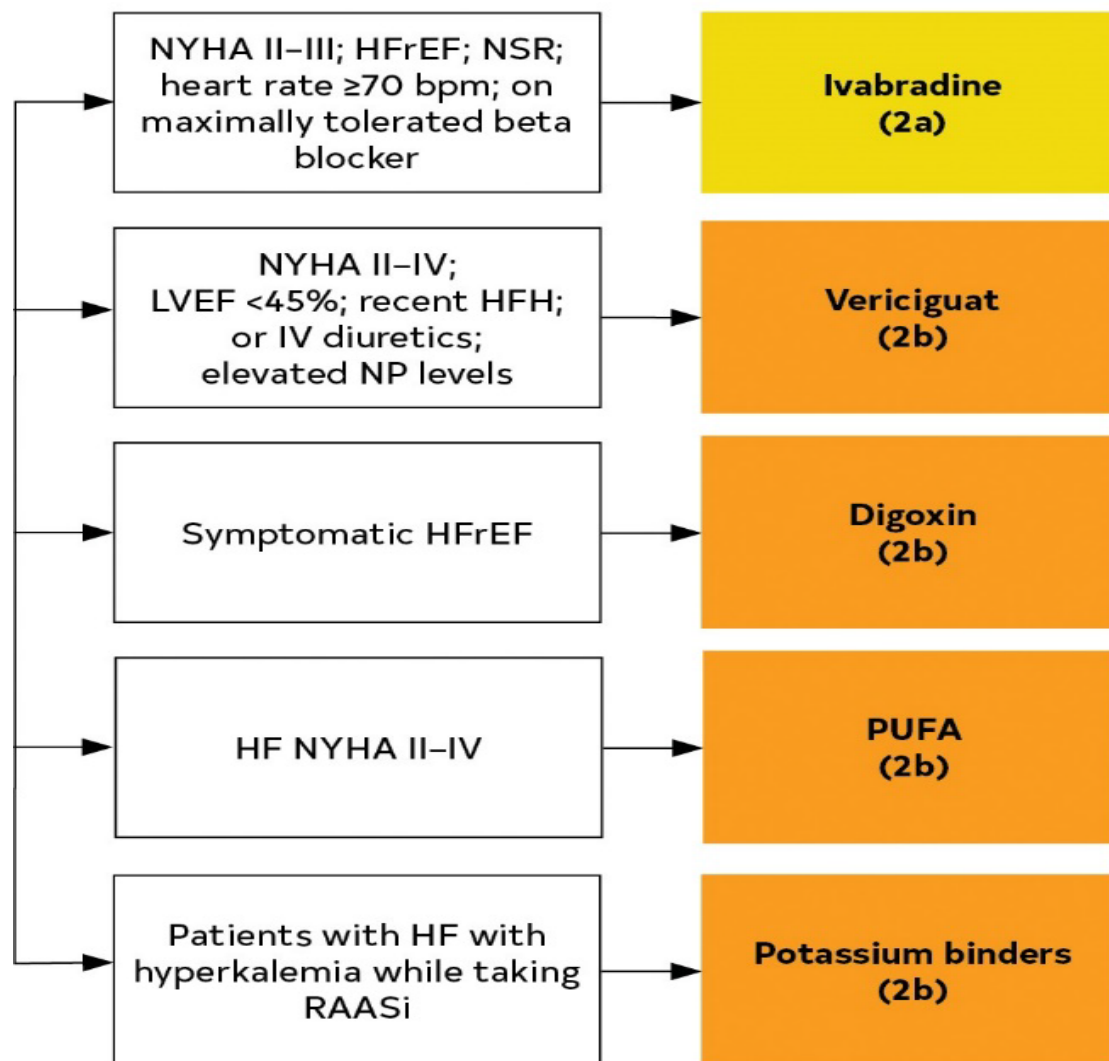 NYHA II–III; HFrEF; NSR;
heart rate ≥70 bpm; on
maximally tolerated beta
blocker
Ivabradine
(2a)
NYHA II–IV;
LVEF <45%; recent HFH;
or IV diuretics;
elevated NP levels
Vericiguat
(2b)
Symptomatic HFrEF
Digoxin
(2b)
HF NYHA II–IV
PUFA
(2b)
Patients with HF with
hyperkalemia while taking
RAASi
Potassium binders
(2b)